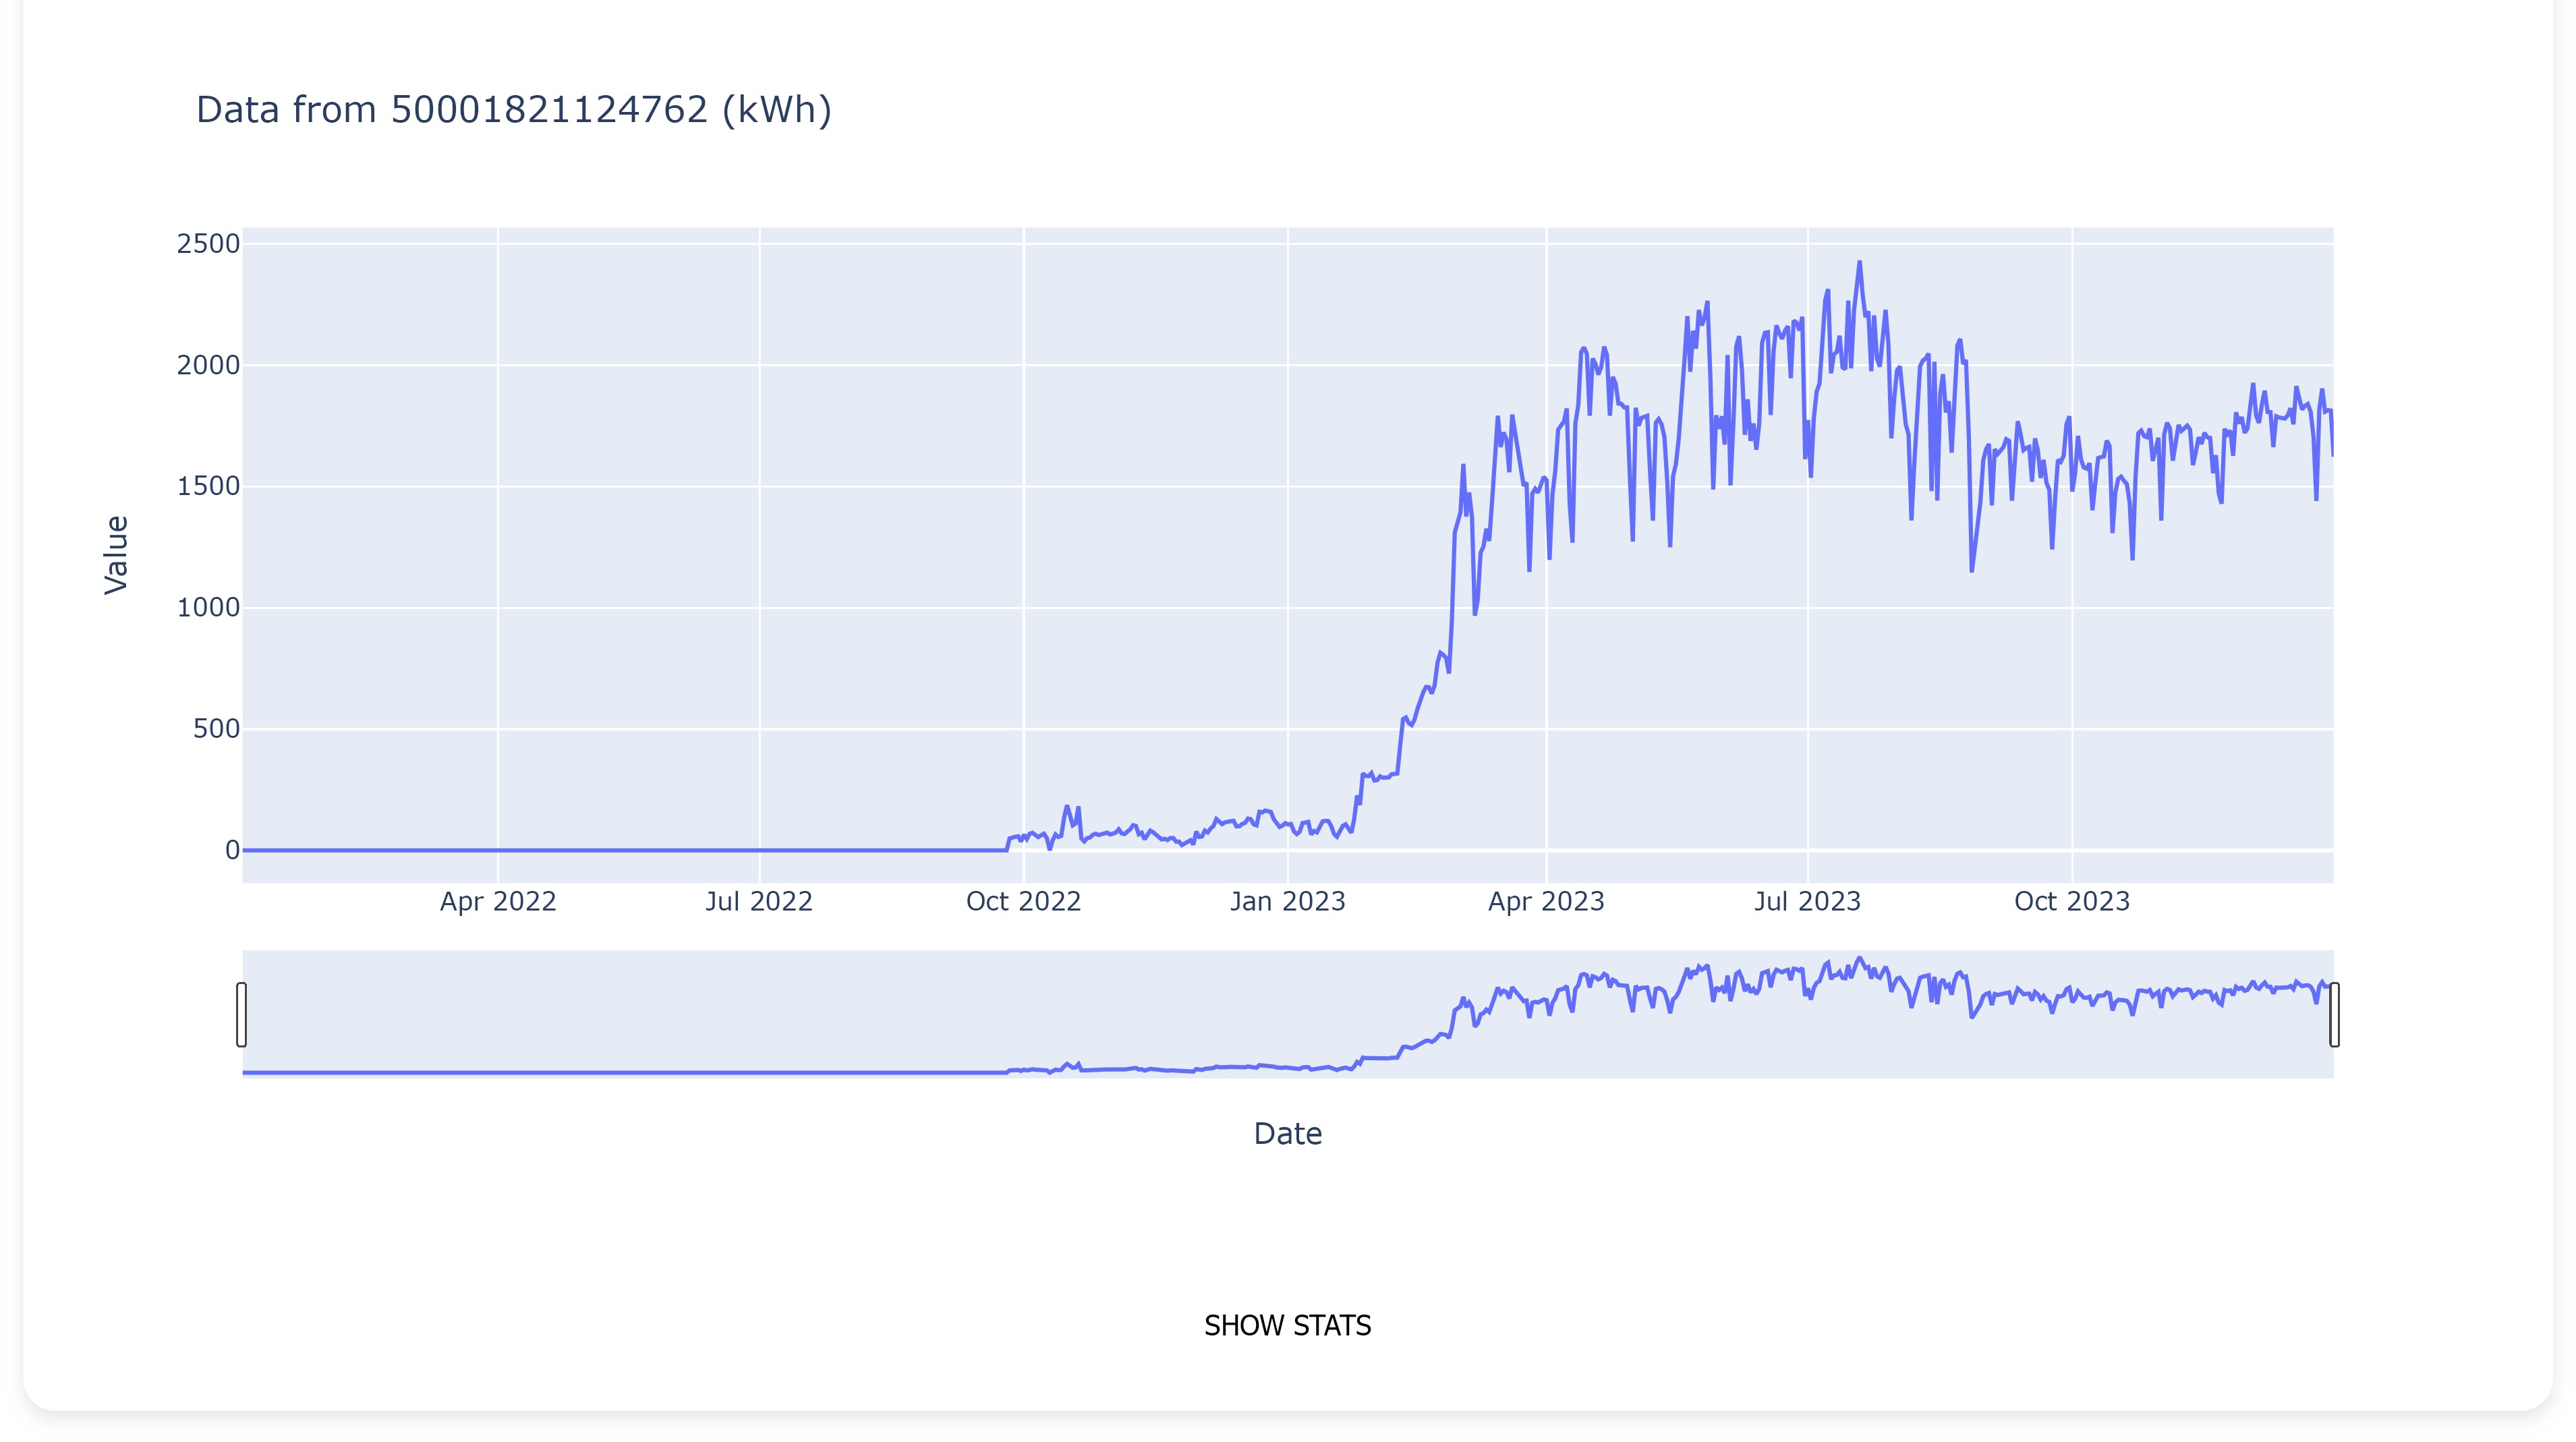 Data from 50001821124762 (kWh)
2500
2000
1500
1000
500
0
Value
Apr 2022
Jul 2022
Oct 2022
Jan 2023
Apr 2023
Jul 2023
Oct 2023
Date
SHOW STATS